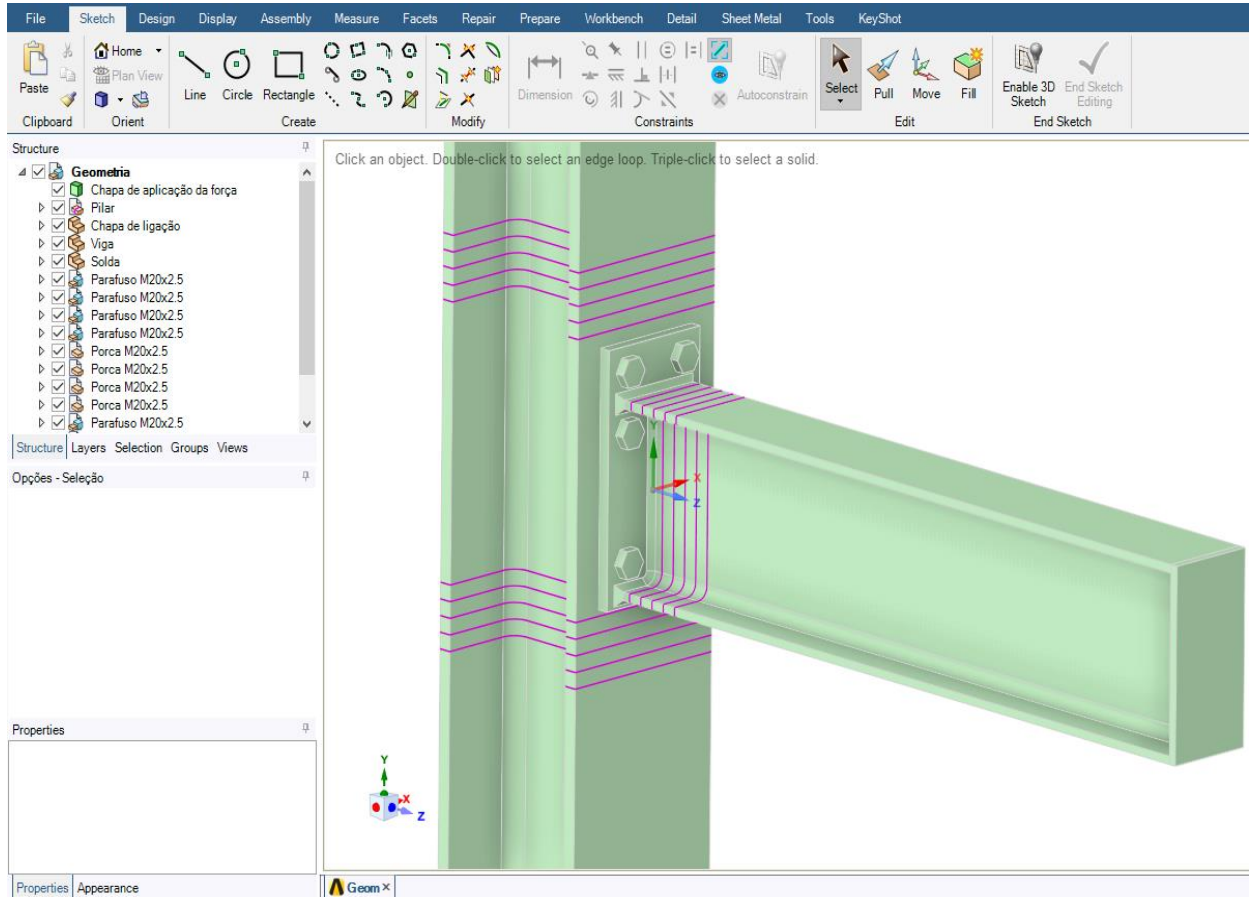 File Sketch Design Display Assembly Measure Facets Repair Prepare Workbench Detail Sheet Metal Tools KeyShot
Home
Plan View
Paste
Line Circle Rectangle
Dimension
Autoconstrain
Select Pull Move Fill
Enable 3D Sketch
End Sketch Editing
Clipboard Orient Create Modify Constraints Edit End Sketch
Structure
Geometria
Chapa de aplicação da força
Pilar
Chapa de ligação
Viga
Solda
Parafuso M20x2.5
Parafuso M20x2.5
Parafuso M20x2.5
Parafuso M20x2.5
Porca M20x2.5
Porca M20x2.5
Porca M20x2.5
Porca M20x2.5
Parafuso M20x2.5
Structure Layers Selection Groups Views
Opções - Seleção
Properties
Properties Appearance
Click an object. Double-click to select an edge loop. Triple-click to select a solid.
Y
X
Z
Y
X
Z
Geom